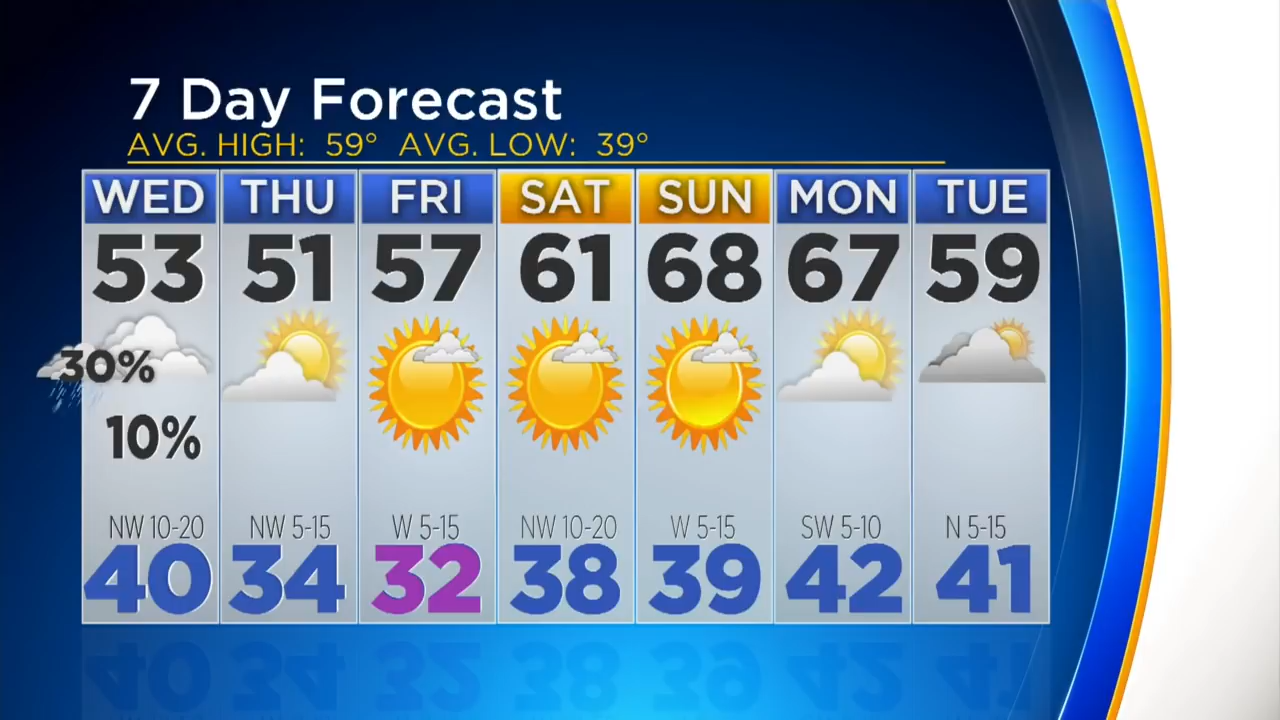 7 Day Forecast
AVG. HIGH: 59° AVG. LOW: 39°
WED THU FRI SAT SUN MON TUE
53 51 57 61 68 67 59
30%
10%
NW 10-20 NW 5-15 W 5-15 NW 10-20 W 5-15 SW 5-10 N 5-15
40 34 32 38 39 42 41